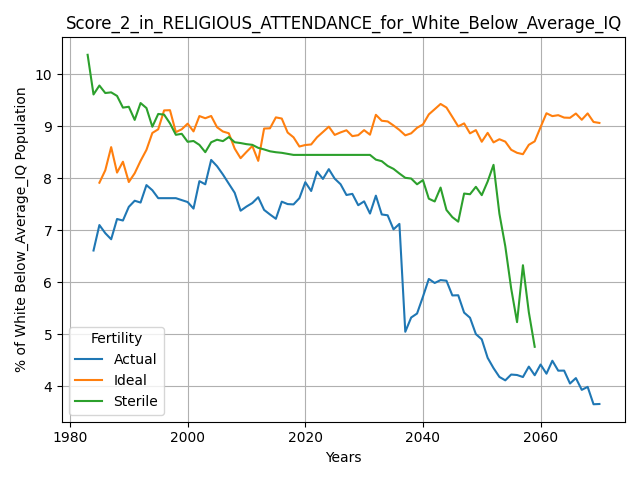 Score_2_in_RELIGIOUS_ATTENDANCE_for_White_Below_Average_IQ
% of White Below_Average_IQ Population
10
9
8
7
6
5
4
Fertility
Actual
Ideal
Sterile
1980
2000
2020
2040
2060
Years